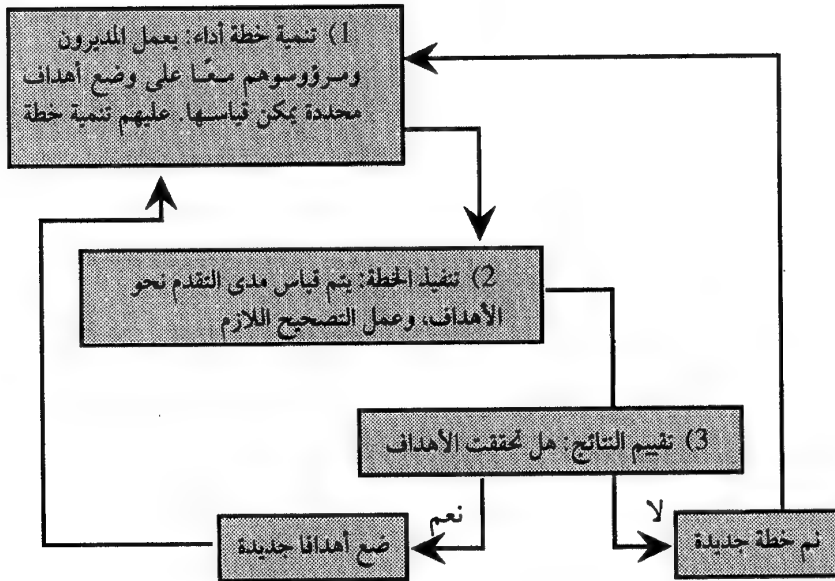 1) تنمية خطة أداء: يعمل المديرون
ومرؤوسوهم معًا على وضع أهداف
محددة يمكن قياسها. عليهم تنمية خطة
2) تنفيذ الخطة: يتم قياس مدى التقدم نحو
الأهداف، وعمل التصحيح اللازم
3) تقييم النتائج: هل تحققت الأهداف
لا
نعم
نم خطة جديدة
ضع أهدافا جديدة